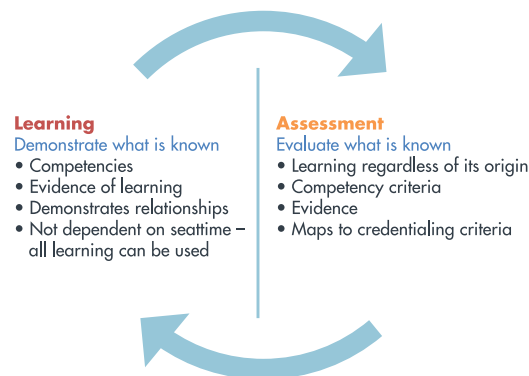 Learning
Demonstrate what is known
• Competencies
• Evidence of learning
• Demonstrates relationships
• Not dependent on seattime –
all learning can be used
Assessment
Evaluate what is known
• Learning regardless of its origin
• Competency criteria
• Evidence
• Maps to credentialing criteria